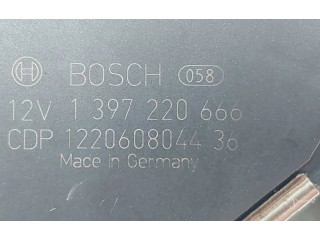 BOSCH 058
12V 1 397 220 666
CDP 1220608044 36
Made in Germany